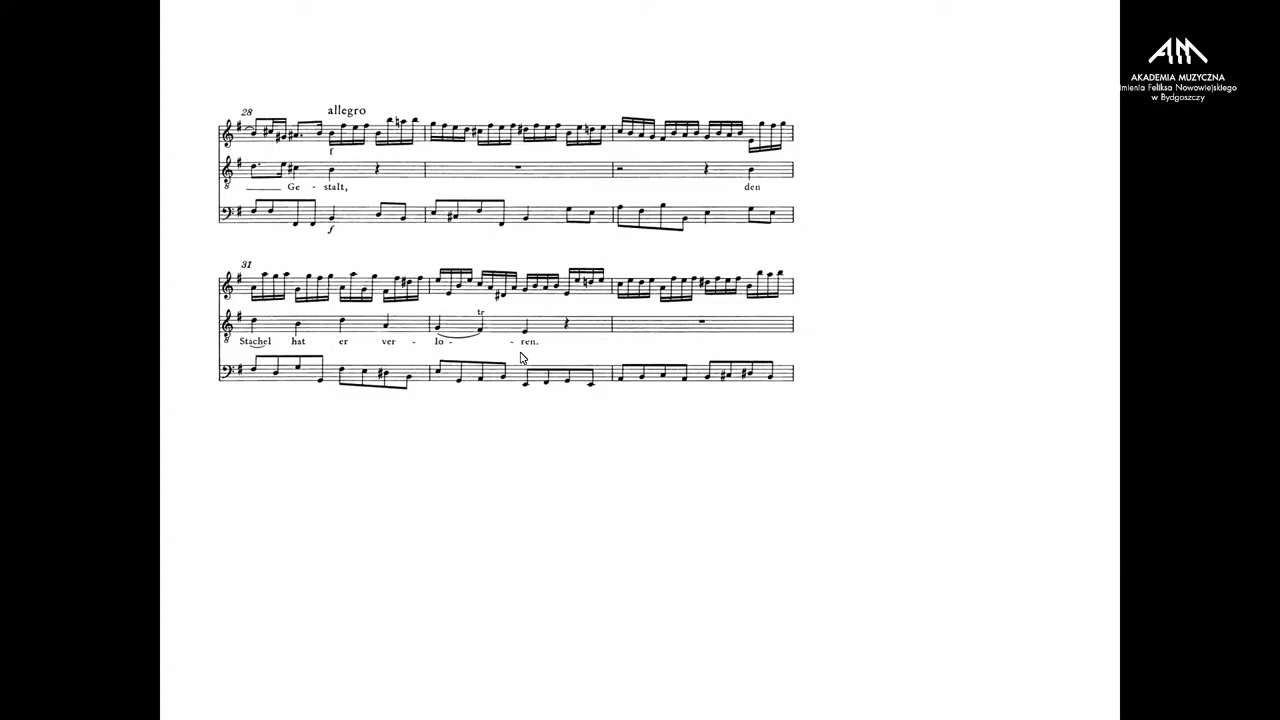 28
allegro
f
Ge - stalt,
den
f
31
tr
Stachel hat er ver - lo - - ren.
AM
AKADEMIA MUZYCZNA
imienia Feliksa Nowowiejskiego
w Bydgoszczy